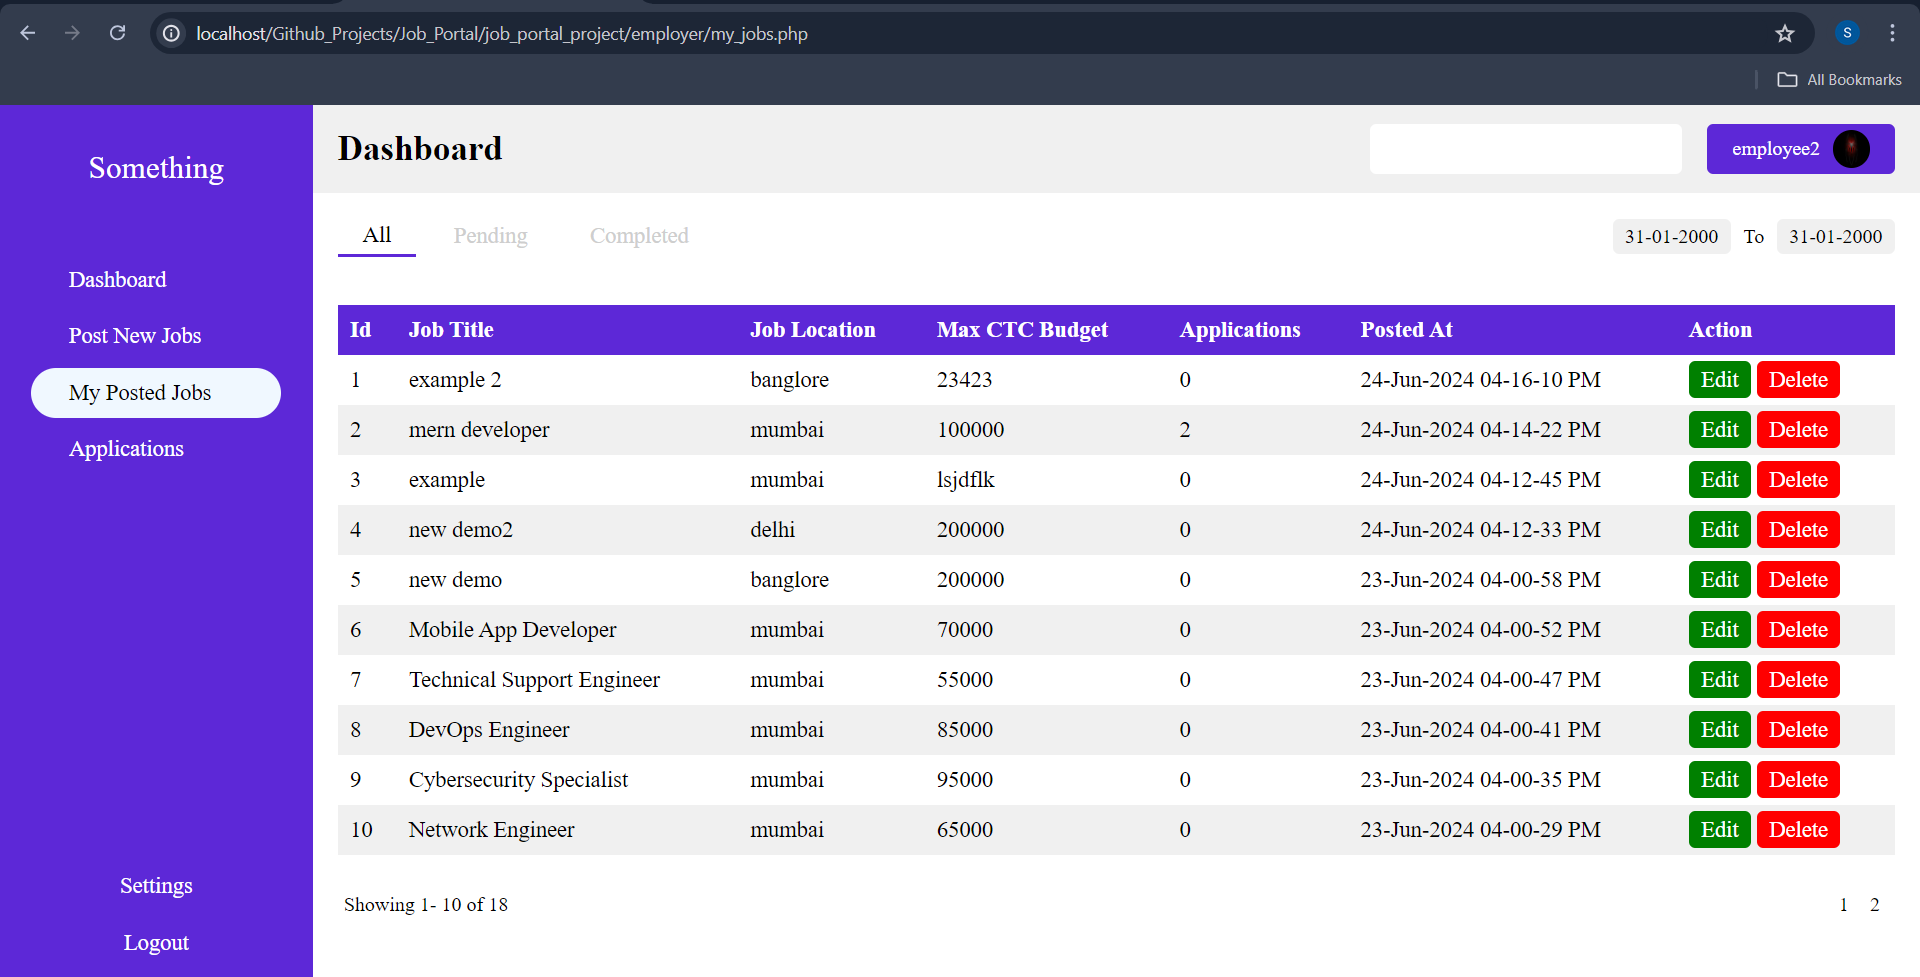 localhost/Github_Projects/Job_Portal/job_portal_project/employer/my_jobs.php
S
All Bookmarks
Something
Dashboard
Post New Jobs
My Posted Jobs
Applications
Settings
Logout
Dashboard
employee2
All Pending Completed
31-01-2000 To 31-01-2000
Id Job Title Job Location Max CTC Budget Applications Posted At Action
1 example 2 banglore 23423 0 24-Jun-2024 04-16-10 PM Edit Delete
2 mern developer mumbai 100000 2 24-Jun-2024 04-14-22 PM Edit Delete
3 example mumbai lsjdflk 0 24-Jun-2024 04-12-45 PM Edit Delete
4 new demo2 delhi 200000 0 24-Jun-2024 04-12-33 PM Edit Delete
5 new demo banglore 200000 0 23-Jun-2024 04-00-58 PM Edit Delete
6 Mobile App Developer mumbai 70000 0 23-Jun-2024 04-00-52 PM Edit Delete
7 Technical Support Engineer mumbai 55000 0 23-Jun-2024 04-00-47 PM Edit Delete
8 DevOps Engineer mumbai 85000 0 23-Jun-2024 04-00-41 PM Edit Delete
9 Cybersecurity Specialist mumbai 95000 0 23-Jun-2024 04-00-35 PM Edit Delete
10 Network Engineer mumbai 65000 0 23-Jun-2024 04-00-29 PM Edit Delete
Showing 1- 10 of 18
1 2